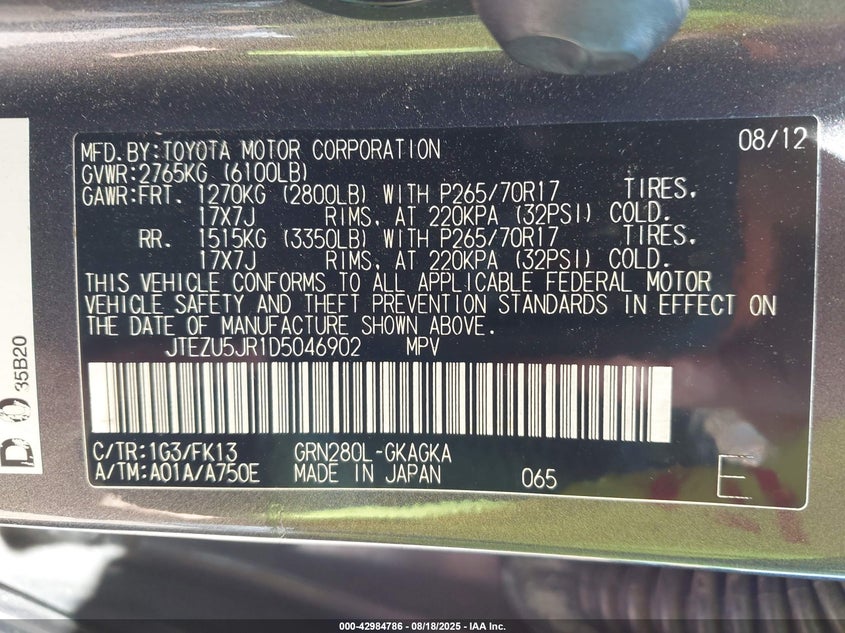 MFD.BY:TOYOTA MOTOR CORPORATION 08/12
GVWR:2765KG (6100LB)
GAWR:FRT. 1270KG (2800LB) WITH P265/70R17 TIRES,
17X7J RIMS, AT 220KPA (32PSI) COLD.
RR. 1515KG (3350LB) WITH P265/70R17 TIRES,
17X7J RIMS, AT 220KPA (32PSI) COLD.
THIS VEHICLE CONFORMS TO ALL APPLICABLE FEDERAL MOTOR
VEHICLE SAFETY AND THEFT PREVENTION STANDARDS IN EFFECT ON
THE DATE OF MANUFACTURE SHOWN ABOVE.
JTEZU5JR1D5046902 MPV
C/TR:1G3/FK13 GRN280L-GKAGKA
A/TM:A01A/A750E MADE IN JAPAN 065 E
35B20
000-42984786 - 08/18/2025 - IAA Inc.